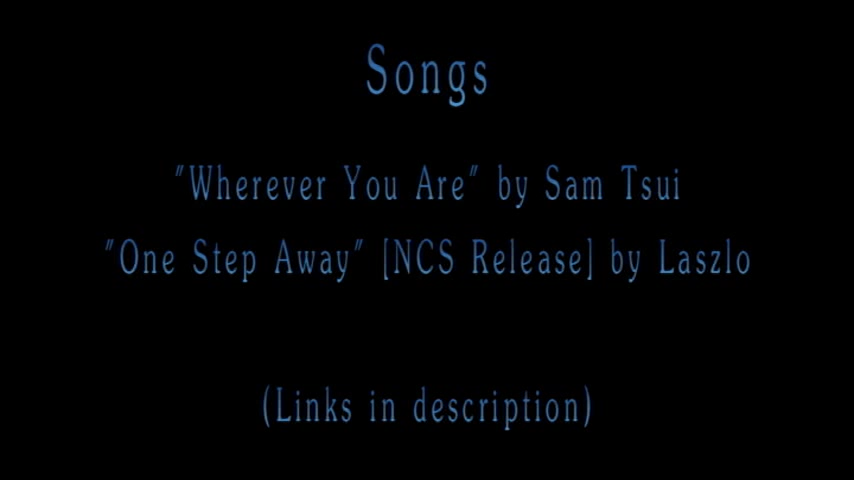 Songs
"Wherever You Are" by Sam Tsui
"One Step Away" [NCS Release] by Laszlo
(Links in description)